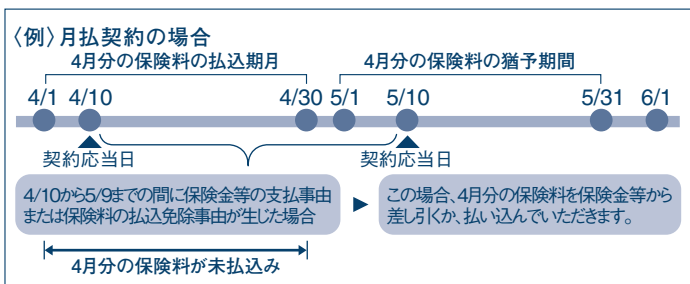 〈例〉月払契約の場合
4月分の保険料の払込期月
4月分の保険料の猶予期間
4/1 4/10 4/30 5/1 5/10 5/31 6/1
契約応当日
契約応当日
4/10から5/9までの間に保険金等の支払事由
または保険料の払込免除事由が生じた場合
この場合、4月分の保険料を保険金等から
差し引くか、払い込んでいただきます。
4月分の保険料が未払込み